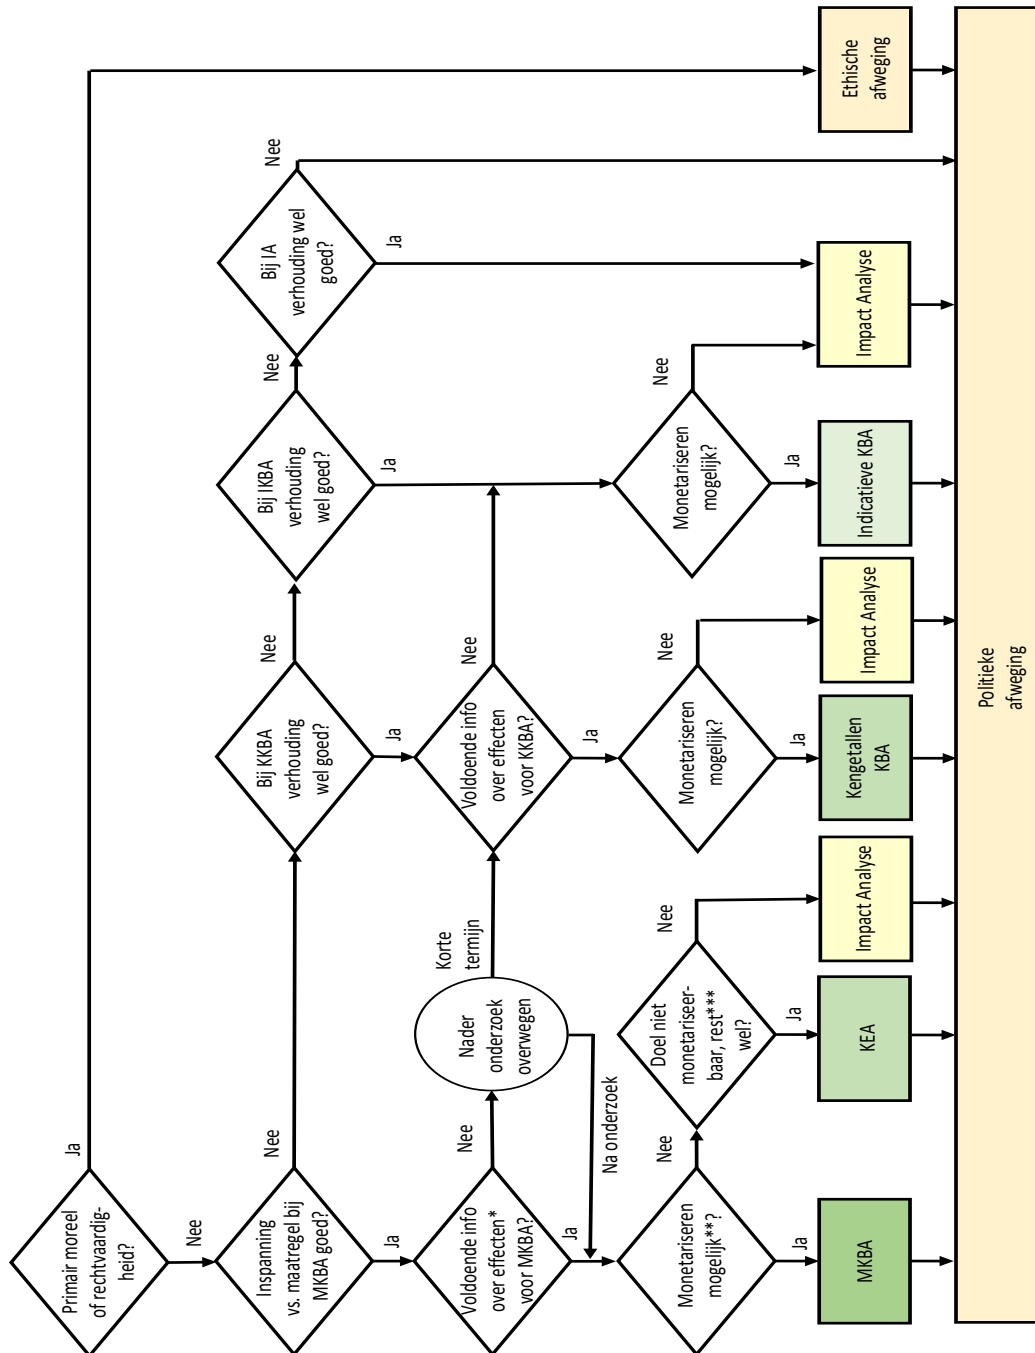 Primair moreel
of rechtvaardig-
heid?
Ja
Nee
Inspanning
vs. maatregel bij
MKBA goed?
Nee
Bij KKBA
verhouding
wel goed?
Nee
Bij IKBA
verhouding
wel goed?
Nee
Bij IA
verhouding wel
goed?
Nee
Ja
Ja
Ja
Ja
Voldoende info
over effecten*
voor MKBA?
Nee
Nader
onderzoek
overwegen
Korte
termijn
Voldoende info
over effecten
voor KKBA?
Nee
Ja
Na onderzoek
Ja
Monetariseren
mogelijk**?
Nee
Doel niet
monetariseer-
baar, rest***
wel?
Nee
Monetariseren
mogelijk?
Nee
Monetariseren
mogelijk?
Nee
Ja
Ja
Ja
Ja
MKBA
KEA
Impact Analyse
Kengetallen
KBA
Impact Analyse
Indicatieve KBA
Impact Analyse
Ethische
afweging
Politieke
afweging